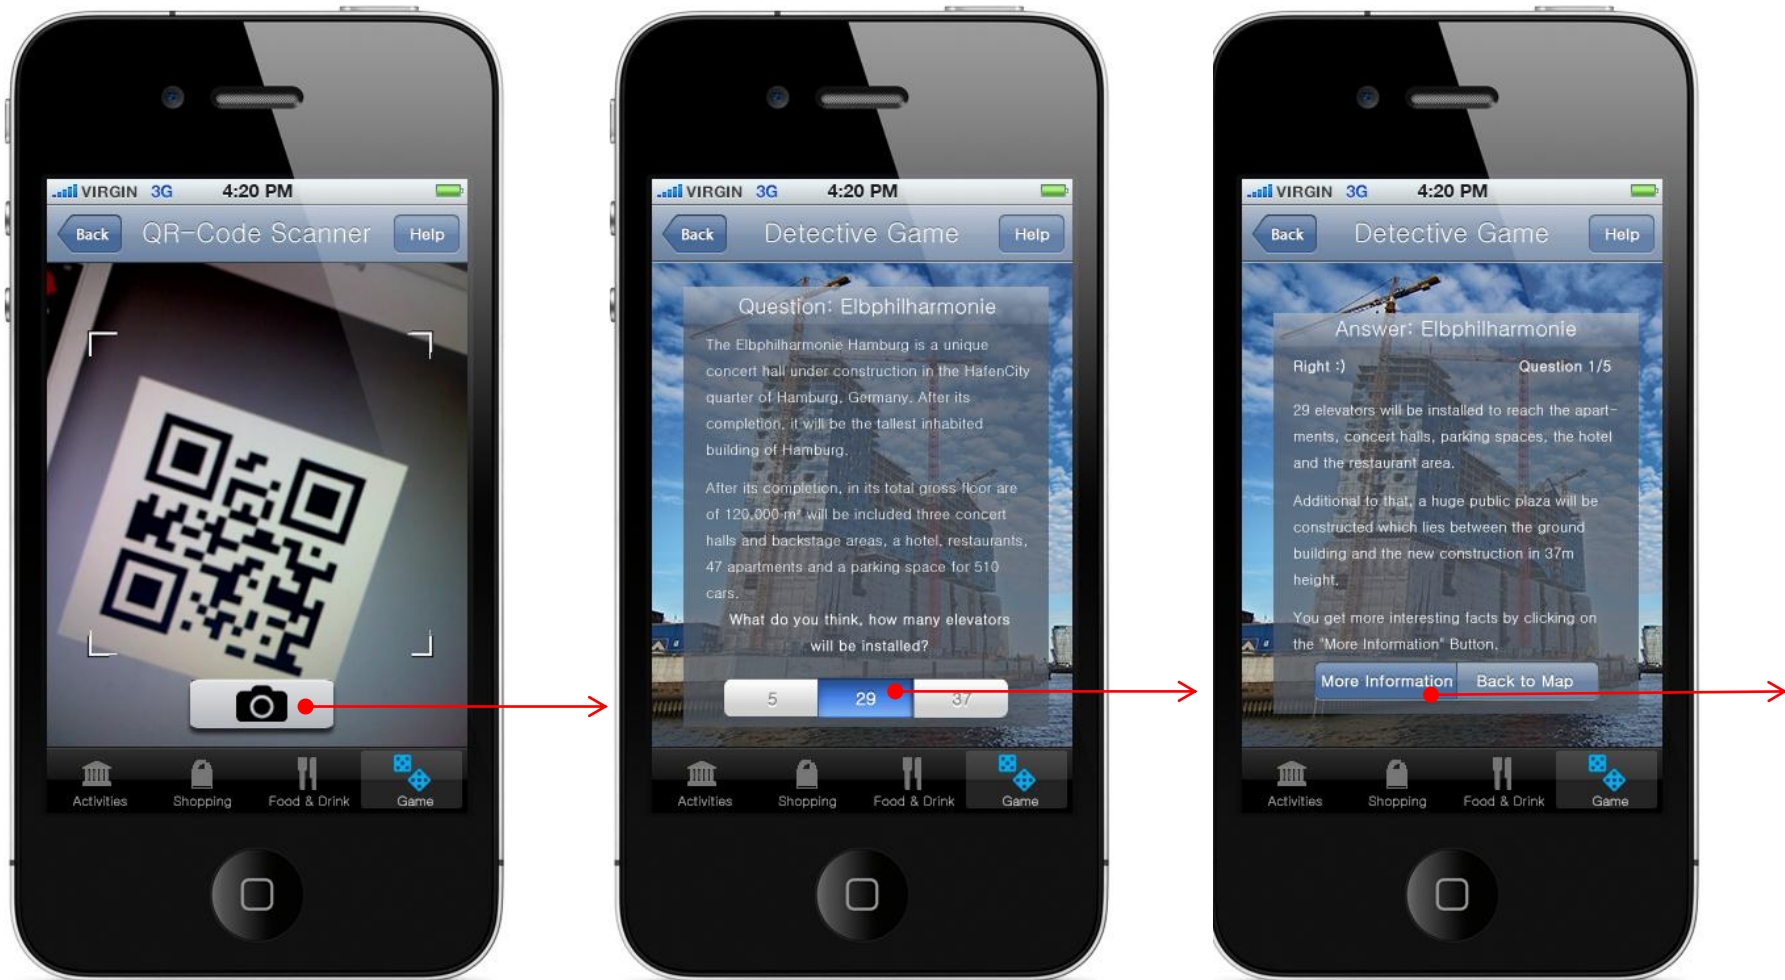 VIRGIN 3G 4:20 PM
Back QR-Code Scanner Help
Activities Shopping Food & Drink Game
VIRGIN 3G 4:20 PM
Back Detective Game Help
Question: Elbphilharmonie
The Elbphilharmonie Hamburg is a unique
concert hall under construction in the HafenCity
quarter of Hamburg, Germany. After its
completion, it will be the tallest inhabited
building of Hamburg.
After its completion, in its total gross floor are
of 120.000 m² will be included three concert
halls and backstage areas, a hotel, restaurants,
47 apartments and a parking space for 510
cars.
What do you think, how many elevators
will be installed?
5 29 37
Activities Shopping Food & Drink Game
VIRGIN 3G 4:20 PM
Back Detective Game Help
Answer: Elbphilharmonie
Right :) Question 1/5
29 elevators will be installed to reach the apart-
ments, concert halls, parking spaces, the hotel
and the restaurant area.
Additional to that, a huge public plaza will be
constructed which lies between the ground
building and the new construction in 37m
height.
You get more interesting facts by clicking on
the "More Information" Button.
More Information Back to Map
Activities Shopping Food & Drink Game